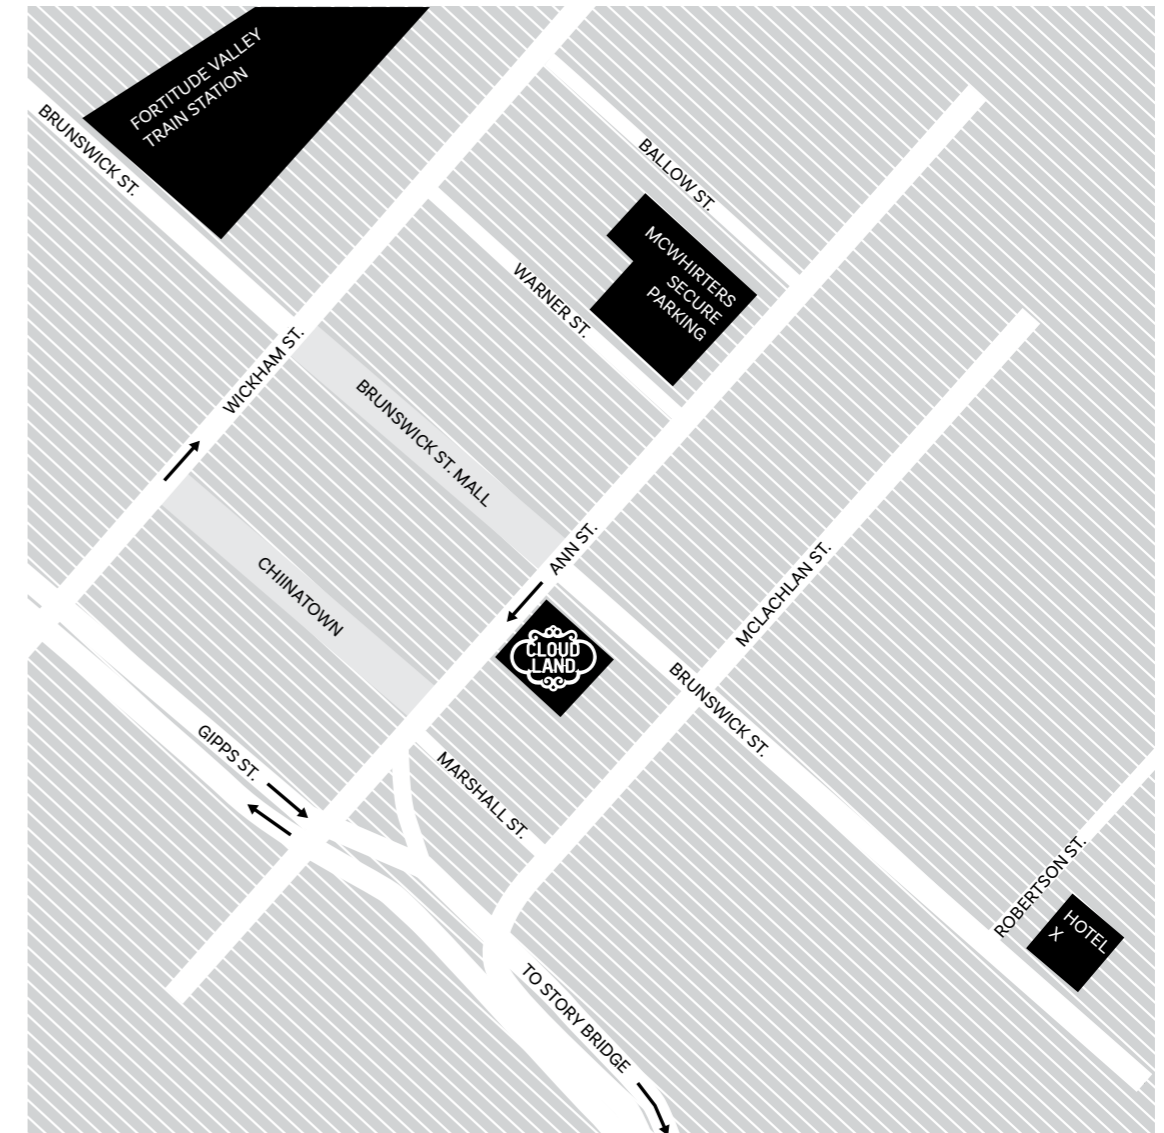 FORTITUDE VALLEY
TRAIN STATION
BRUNSWICK ST.
BALLOW ST.
MCWHIRTERS
SECURE
PARKING
WARNER ST.
WICKHAM ST.
BRUNSWICK ST. MALL
ANN ST.
CHIINATOWN
CLOUD
LAND
MCLACHLAN ST.
BRUNSWICK ST.
GIPPS ST.
MARSHALL ST.
ROBERTSON ST.
HOTEL
X
TO STORY BRIDGE